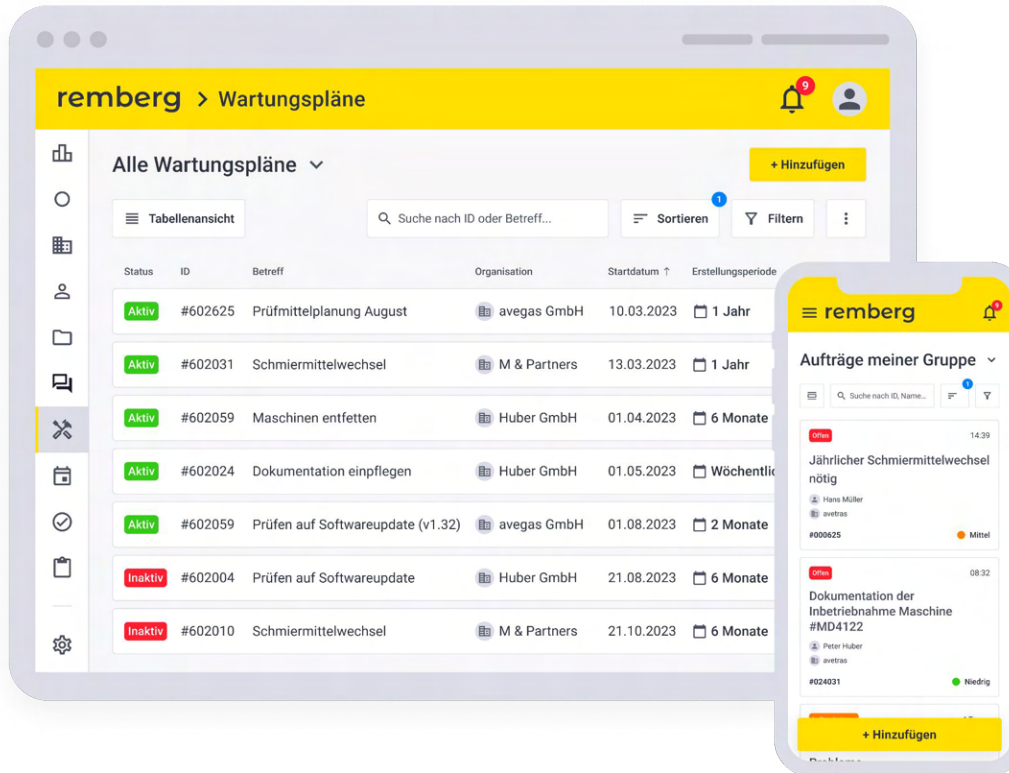 remberg > Wartungspläne
9
Alle Wartungspläne
+ Hinzufügen
Tabellenansicht
Suche nach ID oder Betreff...
Sortieren
1
Filtern
Status ID Betreff Organisation Startdatum ↑ Erstellungsperiode
Aktiv #602625 Prüfmittelplanung August avegas GmbH 10.03.2023 1 Jahr
Aktiv #602031 Schmiermittelwechsel M & Partners 13.03.2023 1 Jahr
Aktiv #602059 Maschinen entfetten Huber GmbH 01.04.2023 6 Monate
Aktiv #602024 Dokumentation einpflegen Huber GmbH 01.05.2023 Wöchentlic
Aktiv #602059 Prüfen auf Softwareupdate (v1.32) avegas GmbH 01.08.2023 2 Monate
Inaktiv #602004 Prüfen auf Softwareupdate Huber GmbH 21.08.2023 6 Monate
Inaktiv #602010 Schmiermittelwechsel M & Partners 21.10.2023 6 Monate
remberg
9
Aufträge meiner Gruppe
Suche nach ID, Name...
1
Offen 14:39
Jährlicher Schmiermittelwechsel
nötig
Hans Müller
avetras
#000625 Mittel
Offen 08:32
Dokumentation der
Inbetriebnahme Maschine
#MD4122
Peter Huber
avetras
#024031 Niedrig
+ Hinzufügen